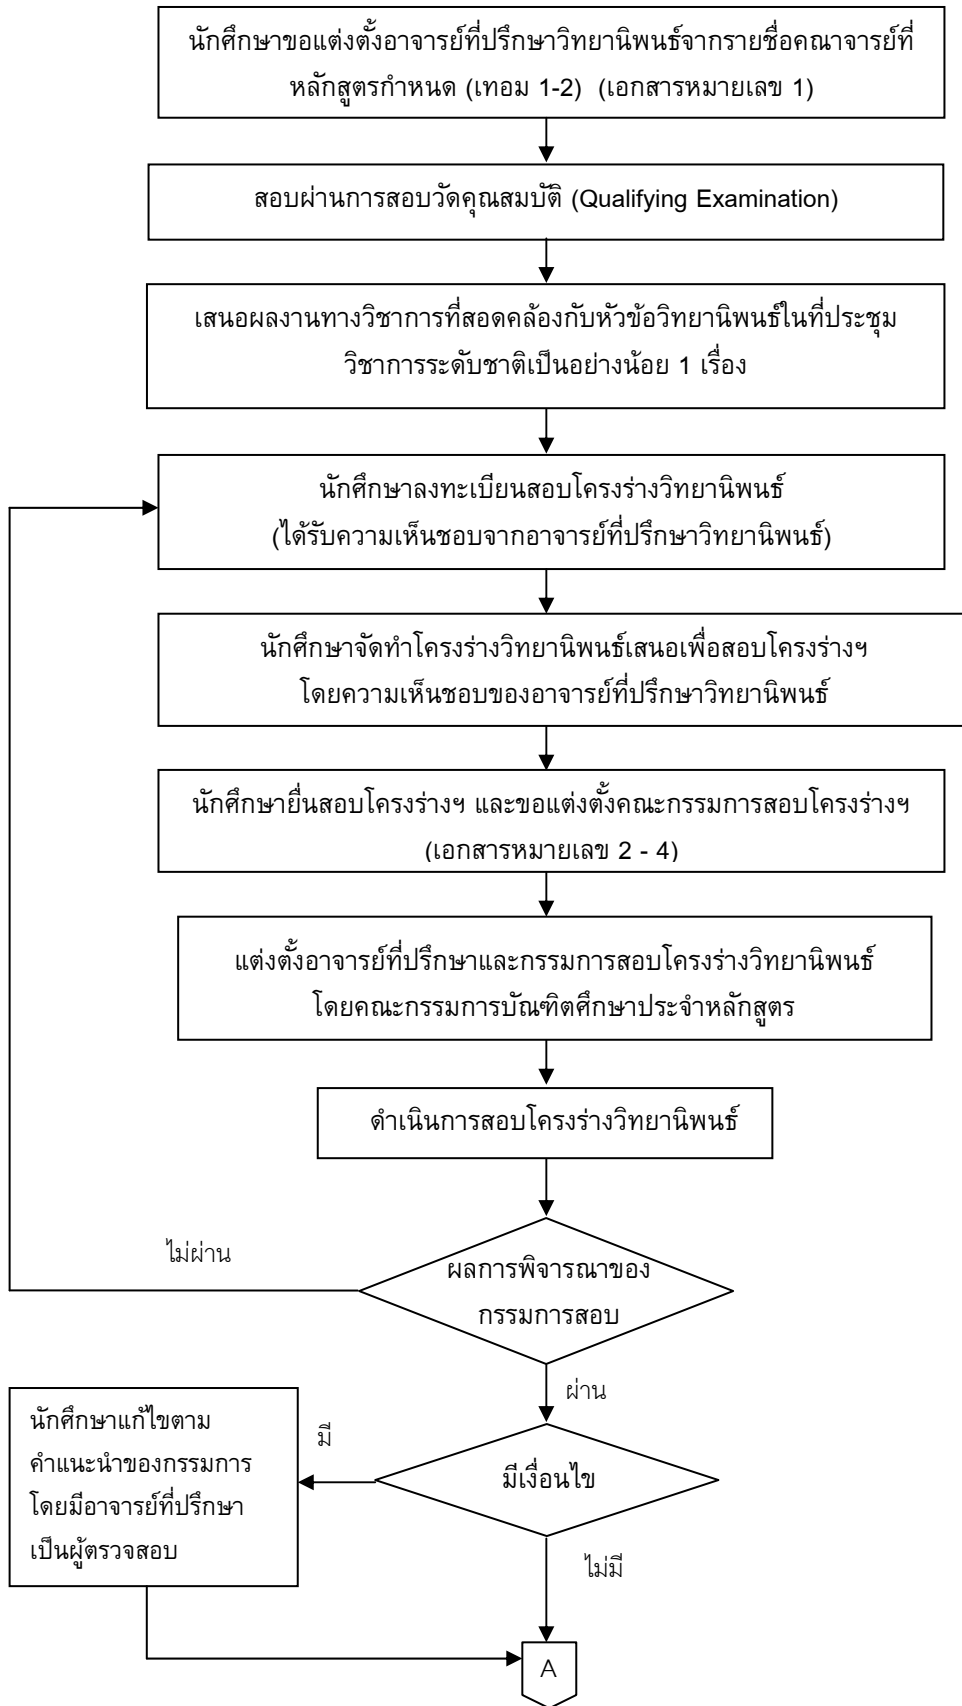 นักศึกษาขอแต่งตั้งอาจารย์ที่ปรึกษาวิทยานิพนธ์จากรายชื่อคณาจารย์ที่
หลักสูตรกำหนด (เทอม 1-2) (เอกสารหมายเลข 1)
สอบผ่านการสอบวัดคุณสมบัติ (Qualifying Examination)
เสนอผลงานทางวิชาการที่สอดคล้องกับหัวข้อวิทยานิพนธ์ในที่ประชุม
วิชาการระดับชาติเป็นอย่างน้อย 1 เรื่อง
นักศึกษาลงทะเบียนสอบโครงร่างวิทยานิพนธ์
(ได้รับความเห็นชอบจากอาจารย์ที่ปรึกษาวิทยานิพนธ์)
นักศึกษาจัดทำโครงร่างวิทยานิพนธ์เสนอเพื่อสอบโครงร่างฯ
โดยความเห็นชอบของอาจารย์ที่ปรึกษาวิทยานิพนธ์
นักศึกษายื่นสอบโครงร่างฯ และขอแต่งตั้งคณะกรรมการสอบโครงร่างฯ
(เอกสารหมายเลข 2 - 4)
แต่งตั้งอาจารย์ที่ปรึกษาและกรรมการสอบโครงร่างวิทยานิพนธ์
โดยคณะกรรมการบัณฑิตศึกษาประจำหลักสูตร
ดำเนินการสอบโครงร่างวิทยานิพนธ์
ไม่ผ่าน
ผลการพิจารณาของ
กรรมการสอบ
ผ่าน
นักศึกษาแก้ไขตาม
คำแนะนำของกรรมการ
โดยมีอาจารย์ที่ปรึกษา
เป็นผู้ตรวจสอบ
มี
มีเงื่อนไข
ไม่มี
A